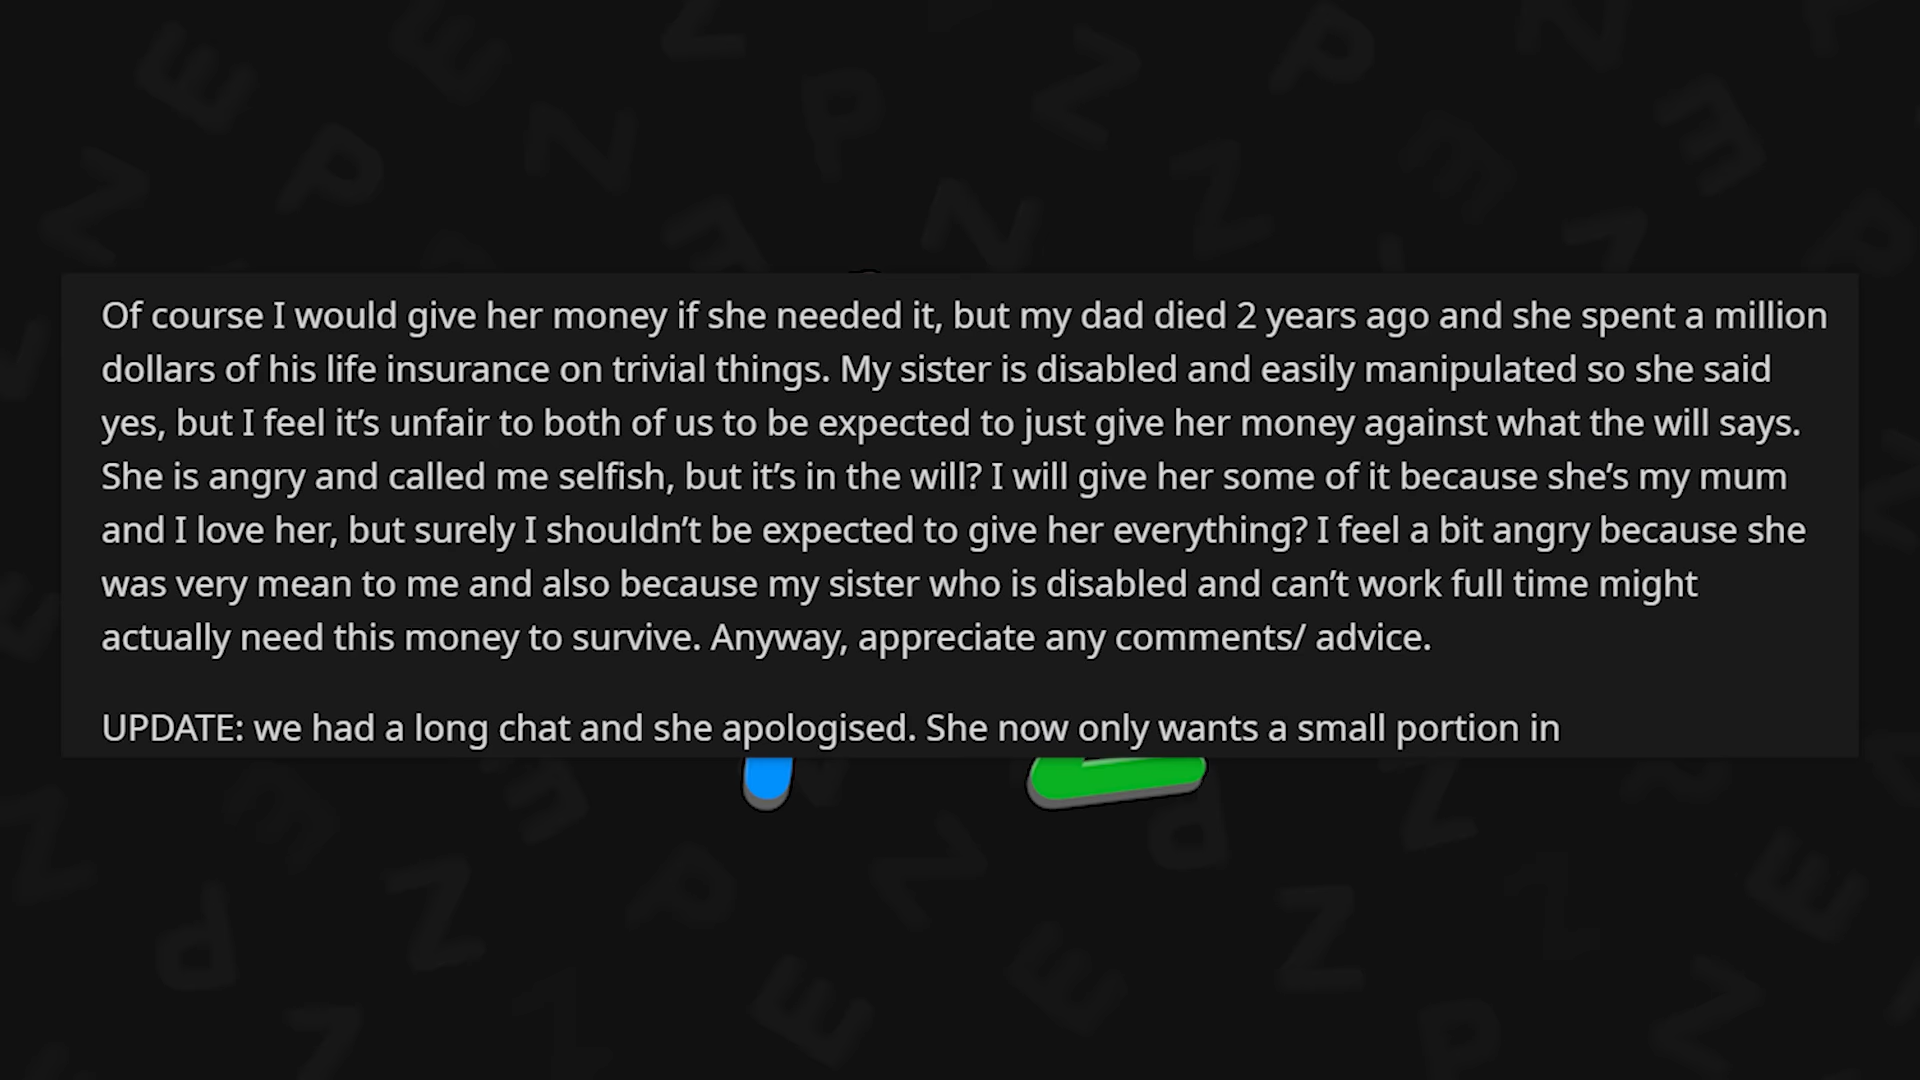 Of course I would give her money if she needed it, but my dad died 2 years ago and she spent a million
dollars of his life insurance on trivial things. My sister is disabled and easily manipulated so she said
yes, but I feel it’s unfair to both of us to be expected to just give her money against what the will says.
She is angry and called me selfish, but it’s in the will? I will give her some of it because she’s my mum
and I love her, but surely I shouldn’t be expected to give her everything? I feel a bit angry because she
was very mean to me and also because my sister who is disabled and can’t work full time might
actually need this money to survive. Anyway, appreciate any comments/ advice.
UPDATE: we had a long chat and she apologised. She now only wants a small portion in